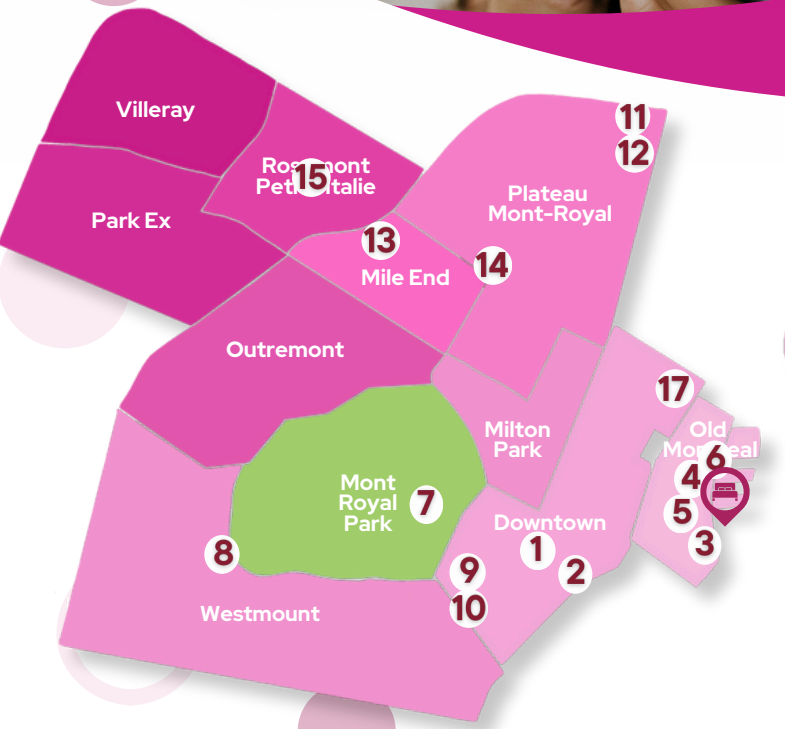 Villeray
11
12
15
Plateau
Mont-Royal
Park Ex
13
14
Mile End
Outremont
17
Milton
Park
Old
6
4
Mont
Royal
Park
7
5
Downtown
1
3
8
9
2
10
Westmount